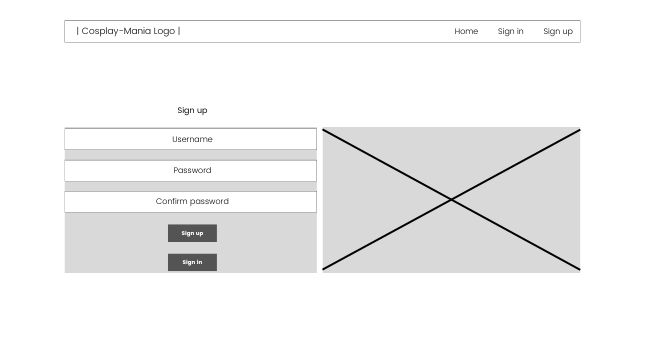 | Cosplay-Mania Logo | Home Sign in Sign up
Sign up
Username
Password
Confirm password
Sign up
Sign in